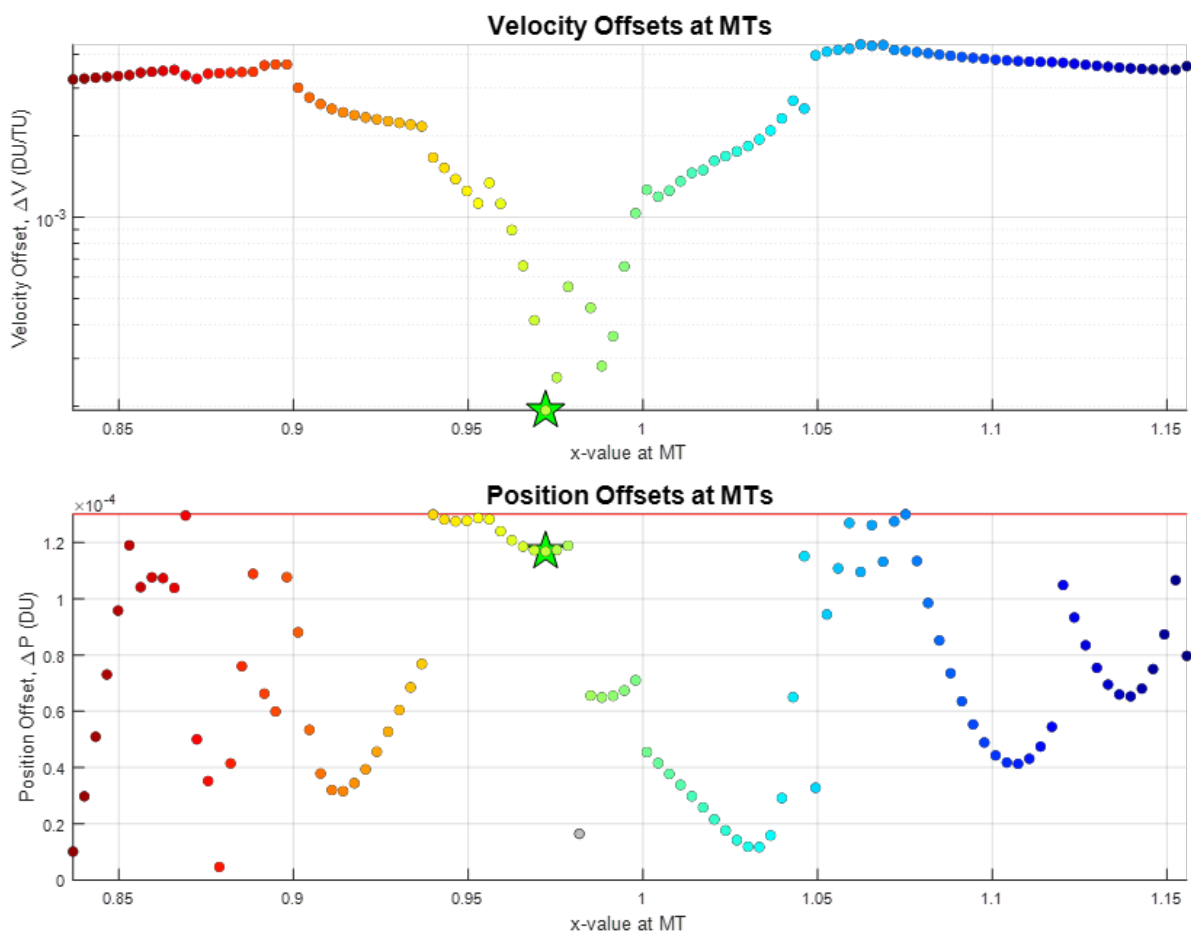 Velocity Offsets at MTs
Velocity Offset, Δ V (DU/TU)
10-3
0.85 0.9 0.95 1 1.05 1.1 1.15
x-value at MT
Position Offsets at MTs
×10-4
Position Offset, Δ P (DU)
1.2
1
0.8
0.6
0.4
0.2
0
0.85 0.9 0.95 1 1.05 1.1 1.15
x-value at MT